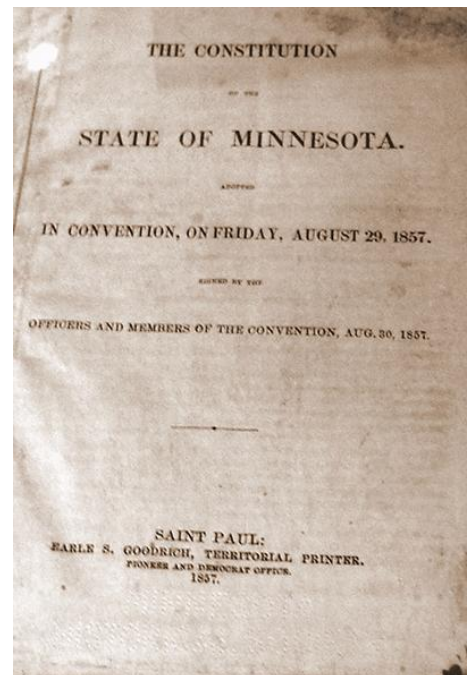 THE CONSTITUTION
OF THE
STATE OF MINNESOTA.
ADOPTED
IN CONVENTION, ON FRIDAY, AUGUST 29, 1857.
SIGNED BY THE
OFFICERS AND MEMBERS OF THE CONVENTION, AUG. 30, 1857.
SAINT PAUL:
EARLE S. GOODRICH, TERRITORIAL PRINTER.
PIONEER AND DEMOCRAT OFFICE.
1857.